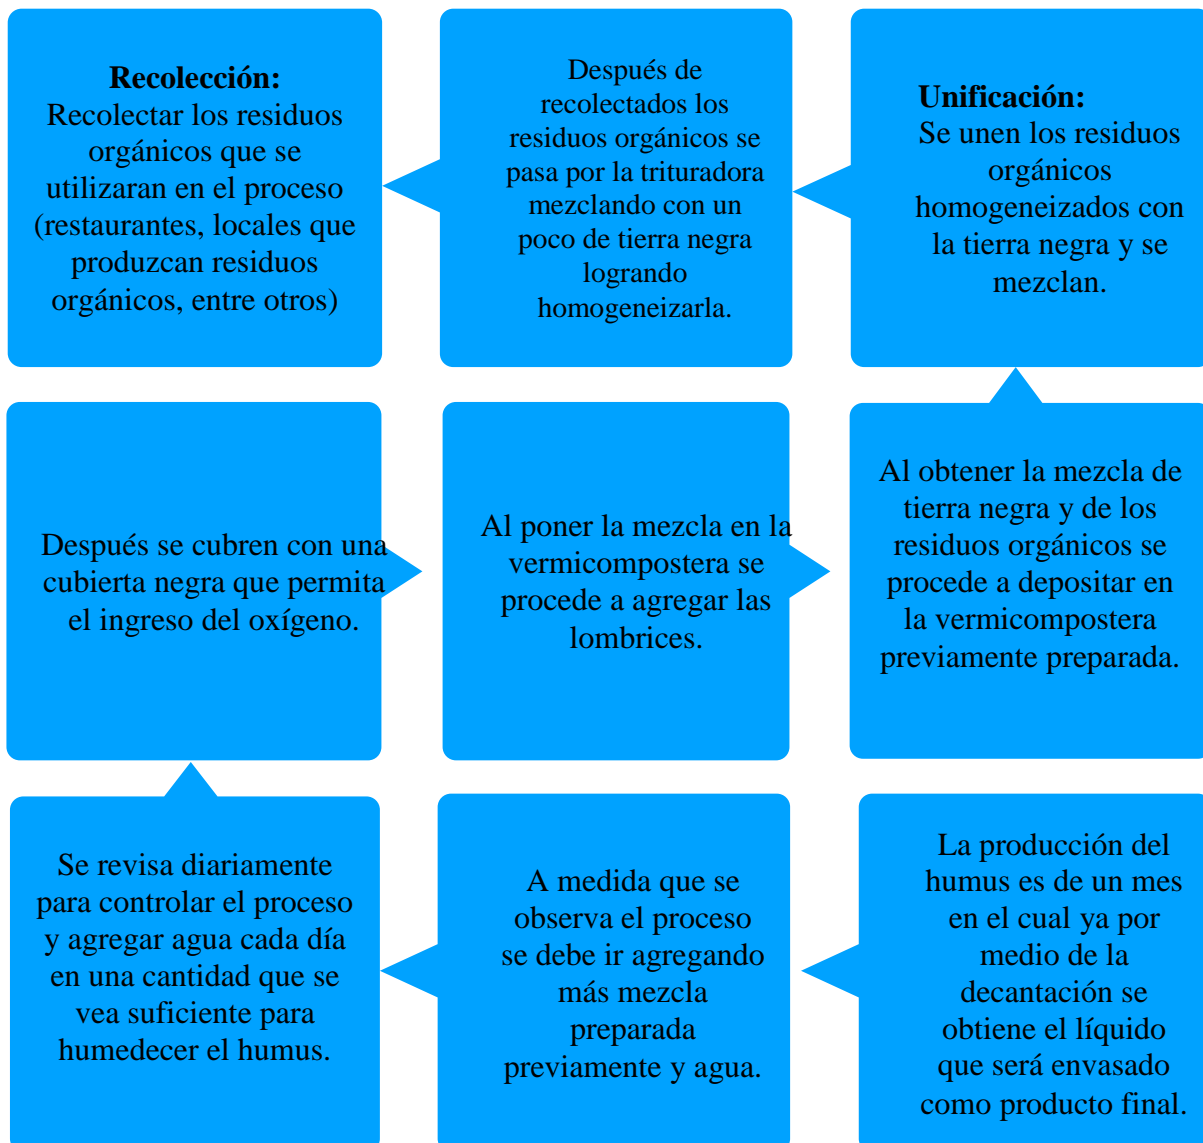 Recolección:
Recolectar los residuos
orgánicos que se
utilizaran en el proceso
(restaurantes, locales que
produzcan residuos
orgánicos, entre otros)
Después de
recolectados los
residuos orgánicos se
pasa por la trituradora
mezclando con un
poco de tierra negra
logrando
homogeneizarla.
Unificación:
Se unen los residuos
orgánicos
homogeneizados con
la tierra negra y se
mezclan.
Al obtener la mezcla de
tierra negra y de los
residuos orgánicos se
procede a depositar en
la vermicompostera
previamente preparada.
Al poner la mezcla en la
vermicompostera se
procede a agregar las
lombrices.
Después se cubren con una
cubierta negra que permita
el ingreso del oxígeno.
Se revisa diariamente
para controlar el proceso
y agregar agua cada día
en una cantidad que se
vea suficiente para
humedecer el humus.
A medida que se
observa el proceso
se debe ir agregando
más mezcla
preparada
previamente y agua.
La producción del
humus es de un mes
en el cual ya por
medio de la
decantación se
obtiene el líquido
que será envasado
como producto final.